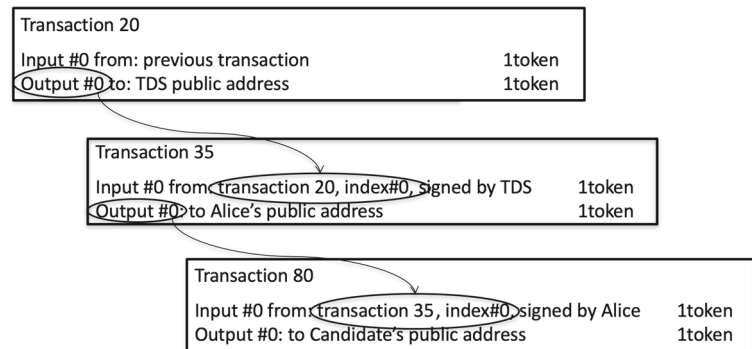 Transaction 20
Input #0 from: previous transaction 1token
Output #0 to: TDS public address 1token
Transaction 35
Input #0 from: transaction 20, index#0, signed by TDS 1token
Output #0: to Alice's public address 1token
Transaction 80
Input #0 from: transaction 35, index#0, signed by Alice 1token
Output #0: to Candidate's public address 1token